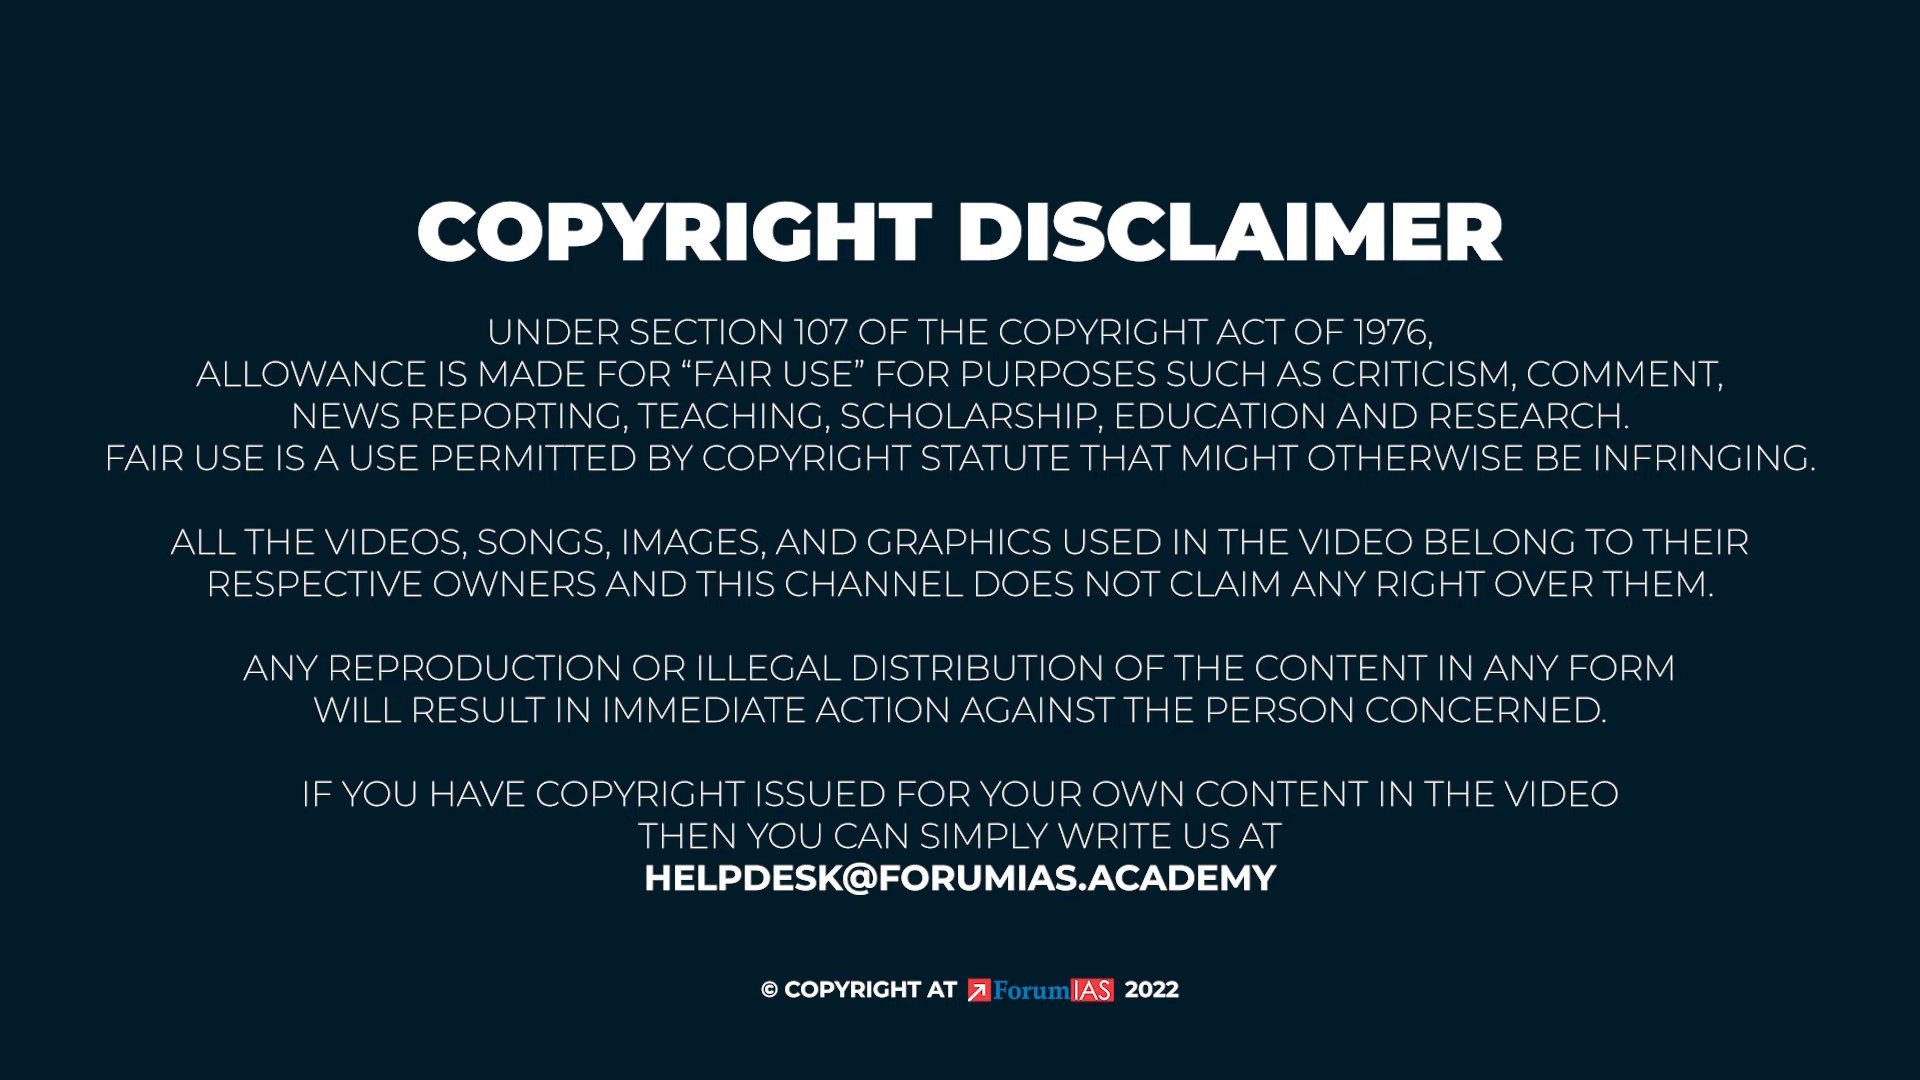 COPYRIGHT DISCLAIMER
UNDER SECTION 107 OF THE COPYRIGHT ACT OF 1976,
ALLOWANCE IS MADE FOR “FAIR USE” FOR PURPOSES SUCH AS CRITICISM, COMMENT,
NEWS REPORTING, TEACHING, SCHOLARSHIP, EDUCATION AND RESEARCH.
FAIR USE IS A USE PERMITTED BY COPYRIGHT STATUTE THAT MIGHT OTHERWISE BE INFRINGING.
ALL THE VIDEOS, SONGS, IMAGES, AND GRAPHICS USED IN THE VIDEO BELONG TO THEIR
RESPECTIVE OWNERS AND THIS CHANNEL DOES NOT CLAIM ANY RIGHT OVER THEM.
ANY REPRODUCTION OR ILLEGAL DISTRIBUTION OF THE CONTENT IN ANY FORM
WILL RESULT IN IMMEDIATE ACTION AGAINST THE PERSON CONCERNED.
IF YOU HAVE COPYRIGHT ISSUED FOR YOUR OWN CONTENT IN THE VIDEO
THEN YOU CAN SIMPLY WRITE US AT
HELPDESK@FORUMIAS.ACADEMY
© COPYRIGHT AT ForumIAS 2022